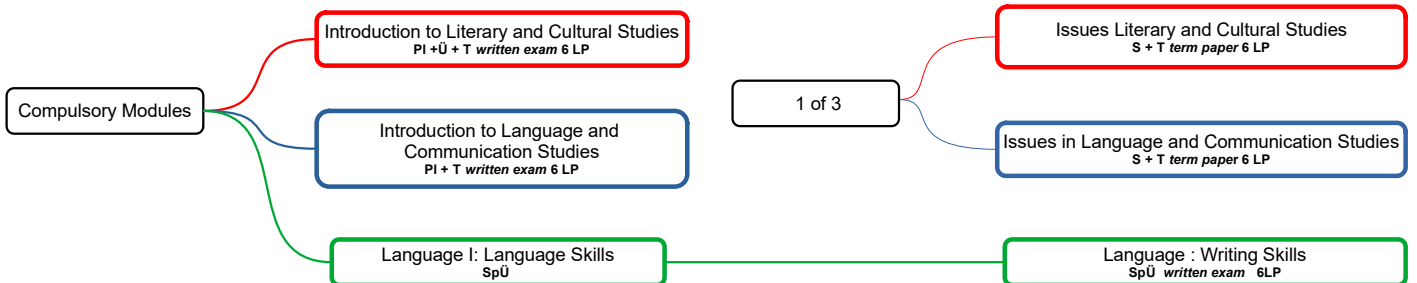 Compulsory Modules
Introduction to Literary and Cultural Studies
PI +Ü + T written exam 6 LP
Introduction to Language and
Communication Studies
PI + T written exam 6 LP
Language I: Language Skills
SpÜ
1 of 3
Issues Literary and Cultural Studies
S + T term paper 6 LP
Issues in Language and Communication Studies
S + T term paper 6 LP
Language : Writing Skills
SpÜ written exam 6LP